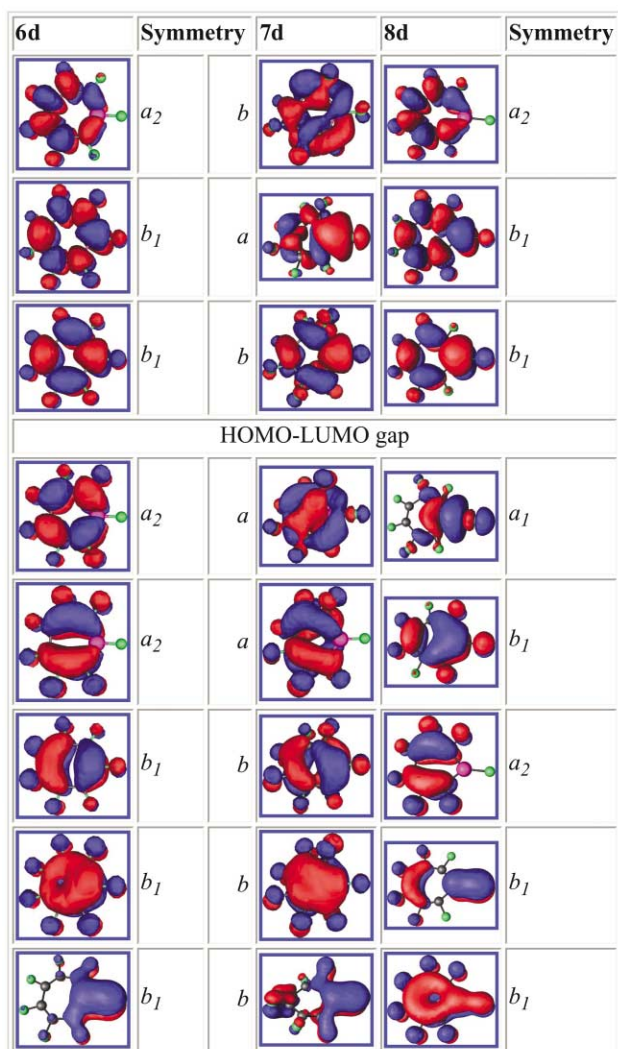 6d Symmetry 7d 8d Symmetry
a2 b a2
b1 a b1
b1 b b1
HOMO-LUMO gap
a2 a a1
a2 a b1
b1 b a2
b1 b b1
b1 b b1